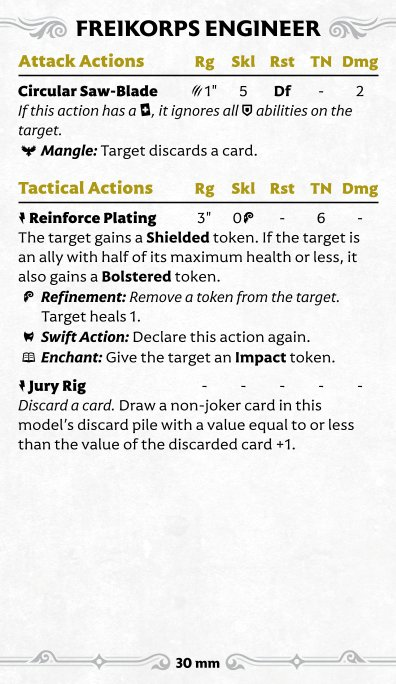 FREIKORPS ENGINEER
Attack Actions Rg Skl Rst TN Dmg
Circular Saw-Blade 1" 5 Df - 2
If this action has a , it ignores all abilities on the
target.
Mangle: Target discards a card.
Tactical Actions Rg Skl Rst TN Dmg
Reinforce Plating 3" 0 - 6 -
The target gains a Shielded token. If the target is
an ally with half of its maximum health or less, it
also gains a Bolstered token.
Refinement: Remove a token from the target.
Target heals 1.
Swift Action: Declare this action again.
Enchant: Give the target an Impact token.
Jury Rig - - - - -
Discard a card. Draw a non-joker card in this
model's discard pile with a value equal to or less
than the value of the discarded card +1.
30 mm